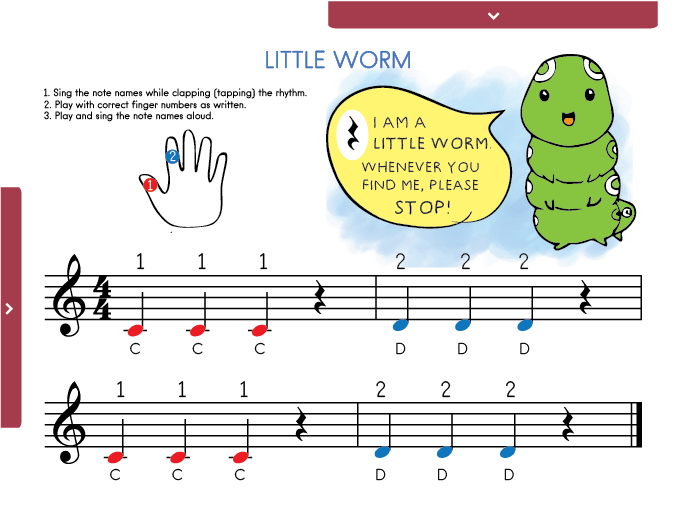 LITTLE WORM
1. Sing the note names while clapping (tapping) the rhythm.
2. Play with correct finger numbers as written.
3. Play and sing the note names aloud.
1
2
I AM A
LITTLE WORM.
WHENEVER YOU
FIND ME, PLEASE
STOP!
1 1 1 2 2 2
4
4
C C C D D D
1 1 1 2 2 2
C C C D D D